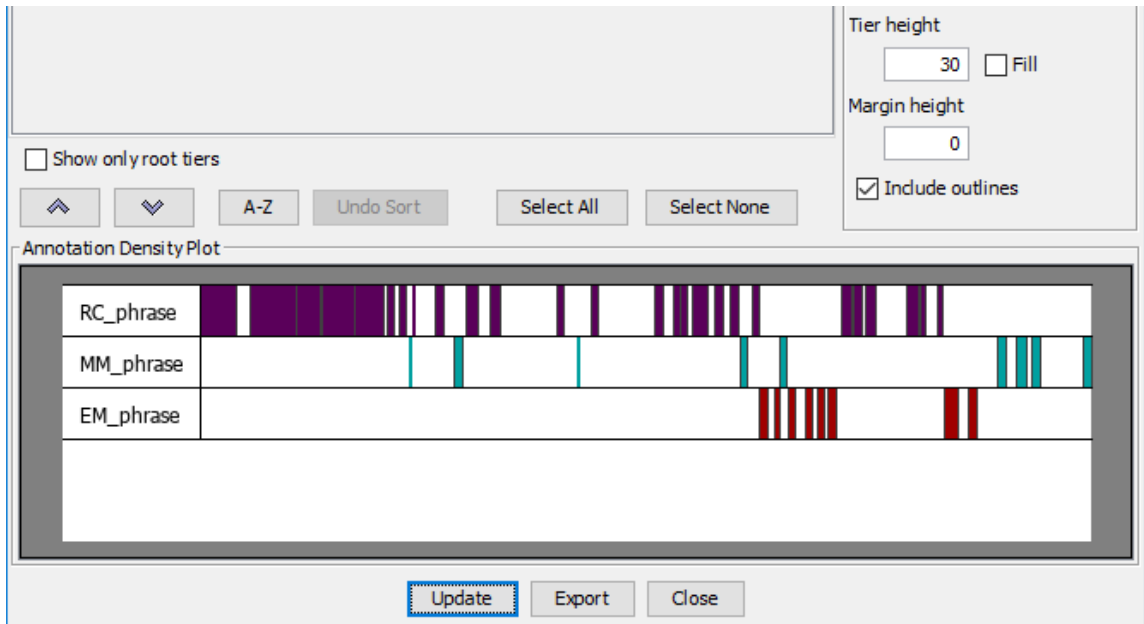 Tier height
30 Fill
Margin height
0
Include outlines
Show only root tiers
A-Z Undo Sort Select All Select None
Annotation Density Plot
RC_phrase
MM_phrase
EM_phrase
Update Export Close